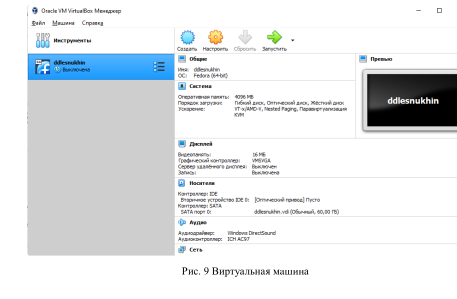 Oracle VM VirtualBox Менеджер
Файл Машина Справка
Инструменты
ddlesnukhin
Выключена
Создать Настроить Сбросить Запустить
Общие
Имя: ddlesnukhin
ОС: Fedora (64-bit)
Система
Оперативная память: 4096 МБ
Порядок загрузки: Гибкий диск, Оптический диск, Жёсткий диск
Ускорение: VT-x/AMD-V, Nested Paging, Паравиртуализация
KVM
Превью
ddlesnukhin
Дисплей
Видеопамять: 16 МБ
Графический контроллер: VMSVGA
Сервер удалённого дисплея: Выключен
Запись: Выключена
Носители
Контроллер: IDE
Вторичное устройство IDE 0: [Оптический привод] Пусто
Контроллер: SATA
SATA порт 0: ddlesnukhin.vdi (Обычный, 60,00 ГБ)
Аудио
Аудиодрайвер: Windows DirectSound
Аудиоконтроллер: ICH AC97
Сеть
Рис. 9 Виртуальная машина